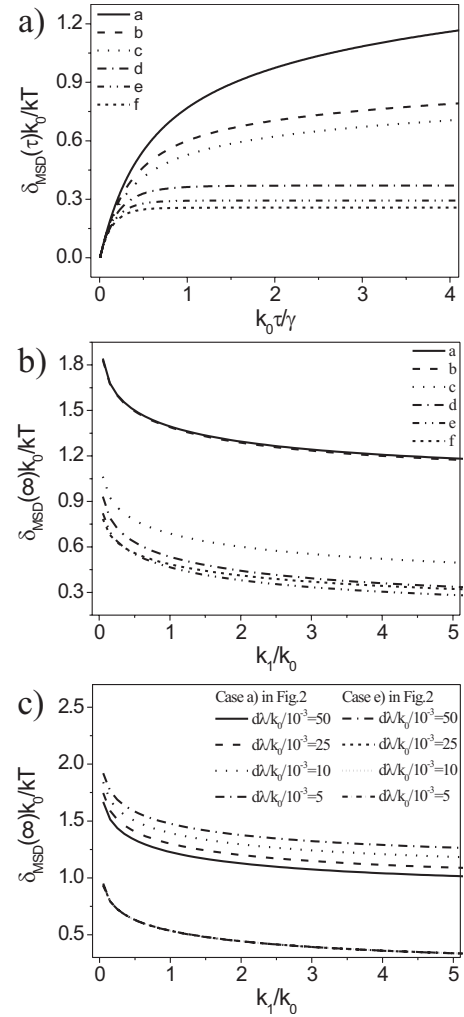 a)
1.2
0.9
0.6
0.3
0.0
δMSD(τ)k0/kT
a
b
c
d
e
f
0 1 2 3 4
k0τ/γ
b)
1.8
1.5
1.2
0.9
0.6
0.3
δMSD(∞)k0/kT
a
b
c
d
e
f
0 1 2 3 4 5
k1/k0
c)
2.5
2.0
1.5
1.0
0.5
δMSD(∞)k0/kT
Case a) in Fig.2 Case e) in Fig.2
dλ/k0/10-3=50 dλ/k0/10-3=50
dλ/k0/10-3=25 dλ/k0/10-3=25
dλ/k0/10-3=10 dλ/k0/10-3=10
dλ/k0/10-3=5 dλ/k0/10-3=5
0 1 2 3 4 5
k1/k0